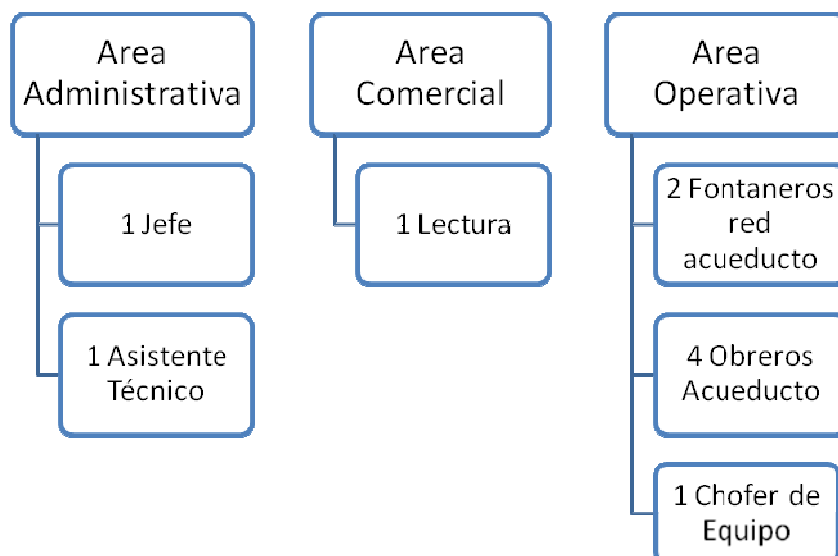 Area
Administrativa
1 Jefe
1 Asistente
Técnico
Area
Comercial
1 Lectura
Area
Operativa
2 Fontaneros
red
acueducto
4 Obreros
Acueducto
1 Chofer de
Equipo